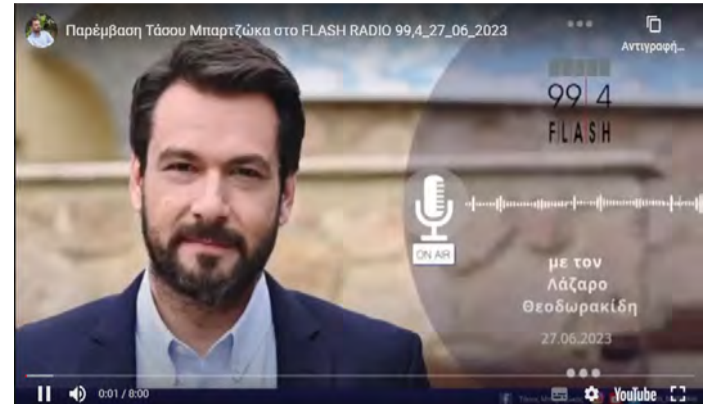 Παρέμβαση Τάσου Μπαρτζώκα στο FLASH RADIO 99,4_27_06_2023
Αντιγραφή...
99 4
FLASH
ON AIR
με τον
Λάζαρο
Θεοδωρακίδη
27.06.2023
0:01 / 8:00
YouTube